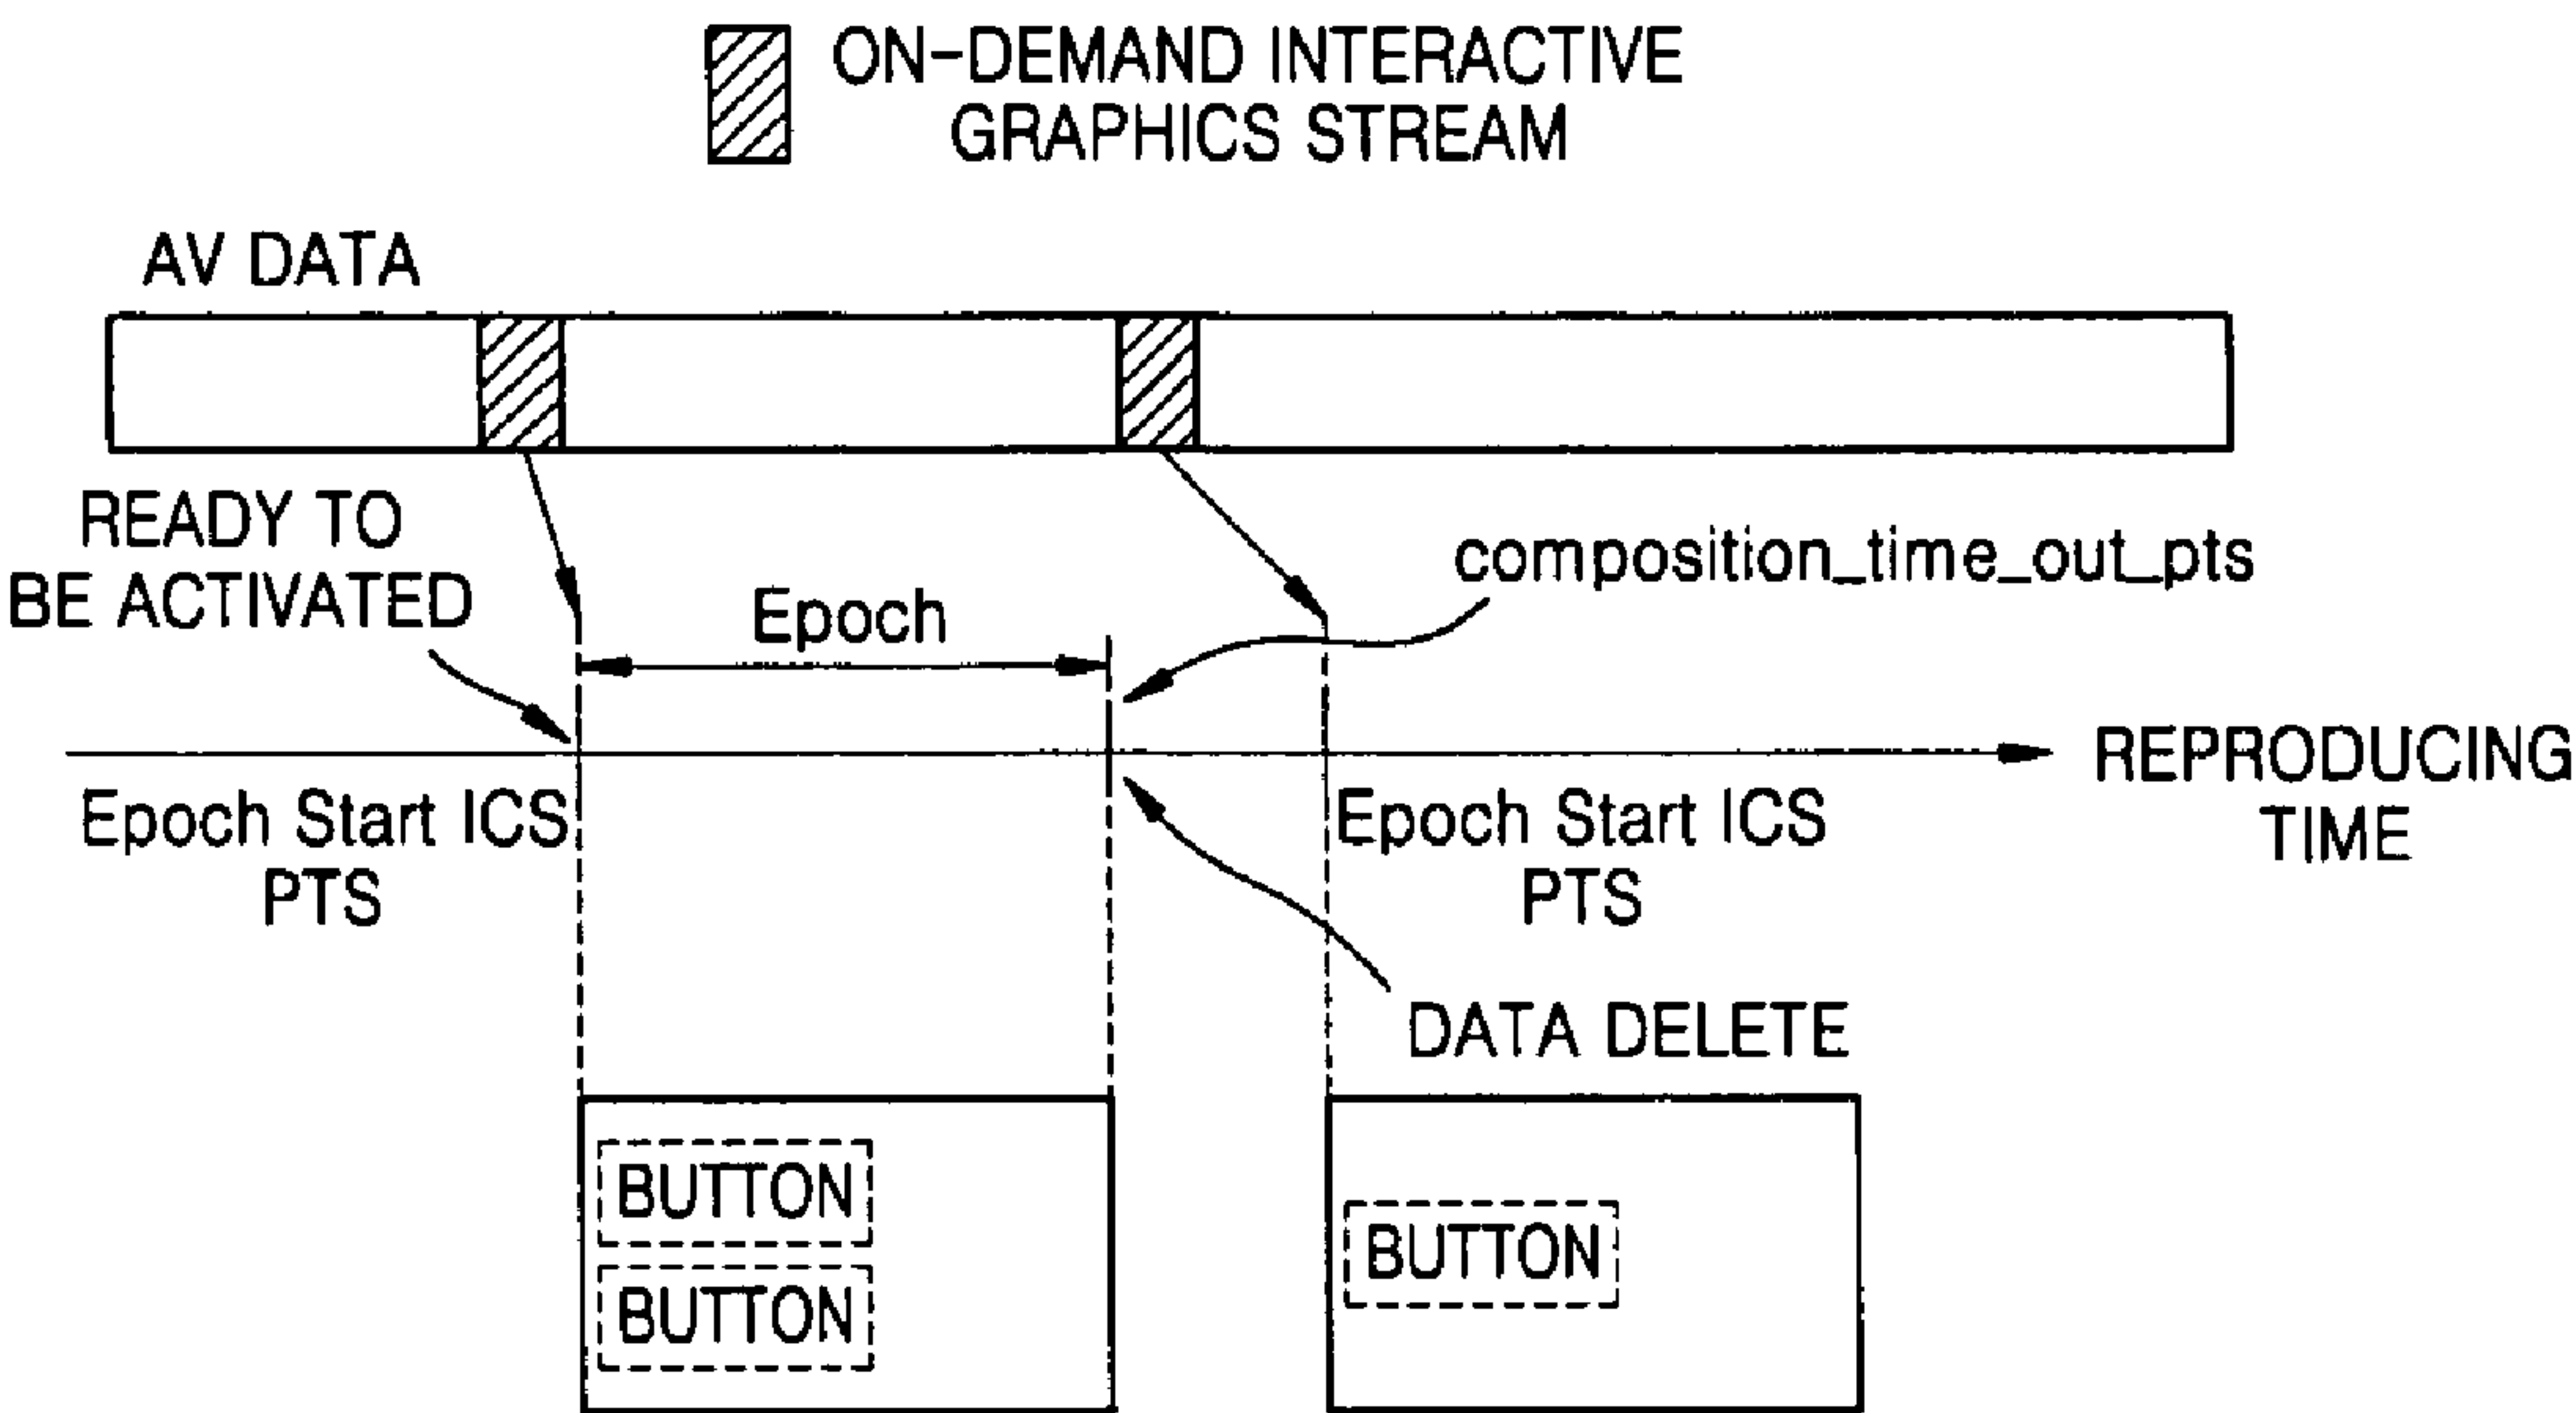 ON-DEMAND INTERACTIVE
GRAPHICS STREAM
AV DATA
READY TO
BE ACTIVATED
Epoch
composition_time_out_pts
REPRODUCING
TIME
Epoch Start ICS
PTS
Epoch Start ICS
PTS
DATA DELETE
BUTTON
BUTTON
BUTTON